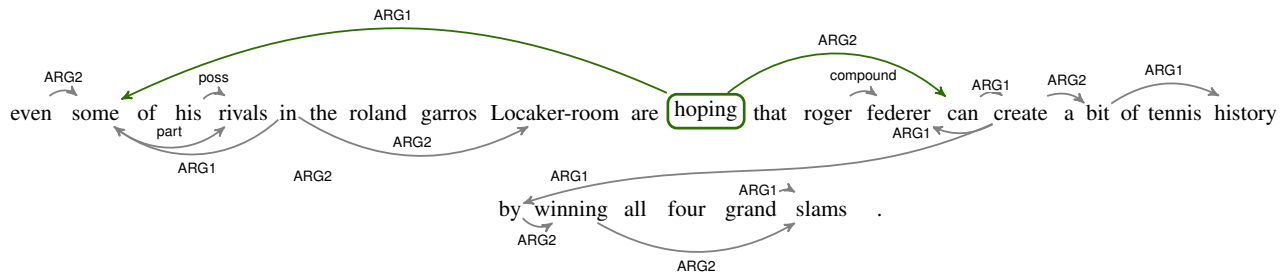 ARG1
ARG2
ARG2 poss compound ARG1 ARG2 ARG1
even some of his rivals in the roland garros Locaker-room are hoping that roger federer can create a bit of tennis history
part ARG2 ARG1
ARG1 ARG2 ARG1
ARG1
by winning all four grand slams .
ARG2
ARG2